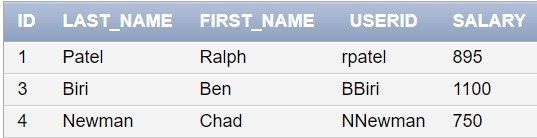 ID LAST_NAME FIRST_NAME USERID SALARY
1 Patel Ralph rpatel 895
3 Biri Ben BBiri 1100
4 Newman Chad NNewman 750